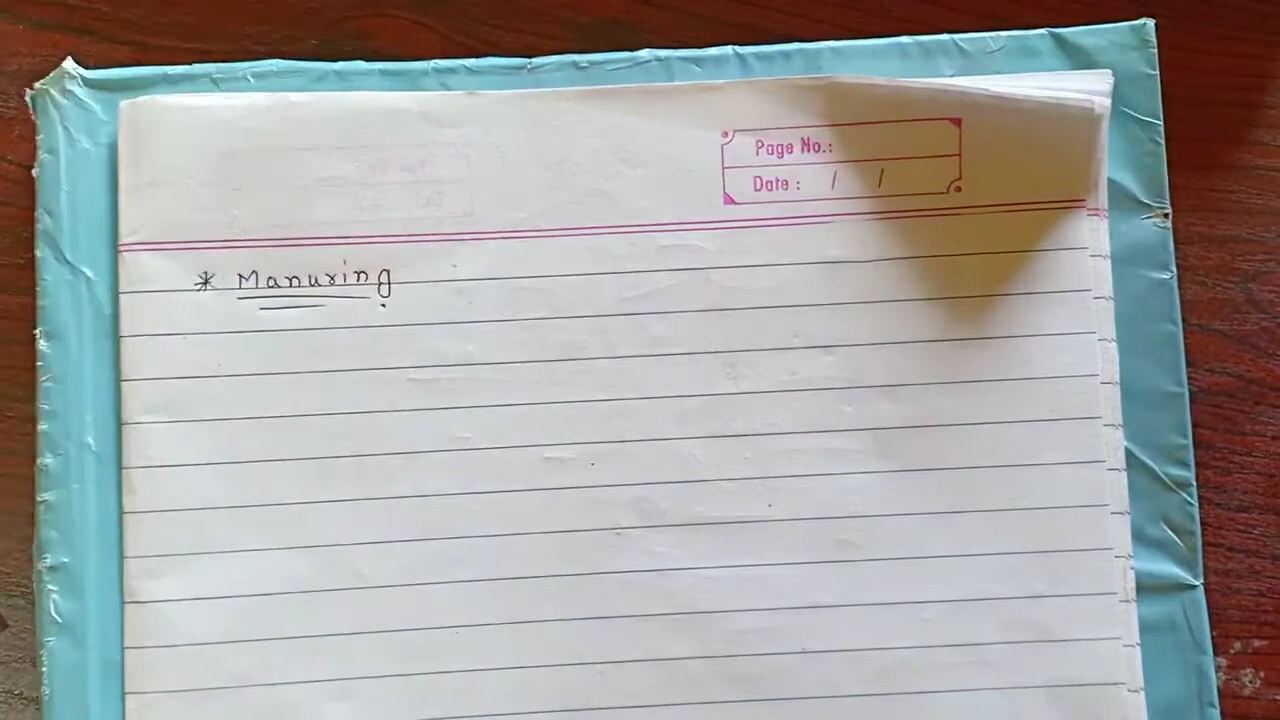 Page No.:
Date : / /
* Manuring